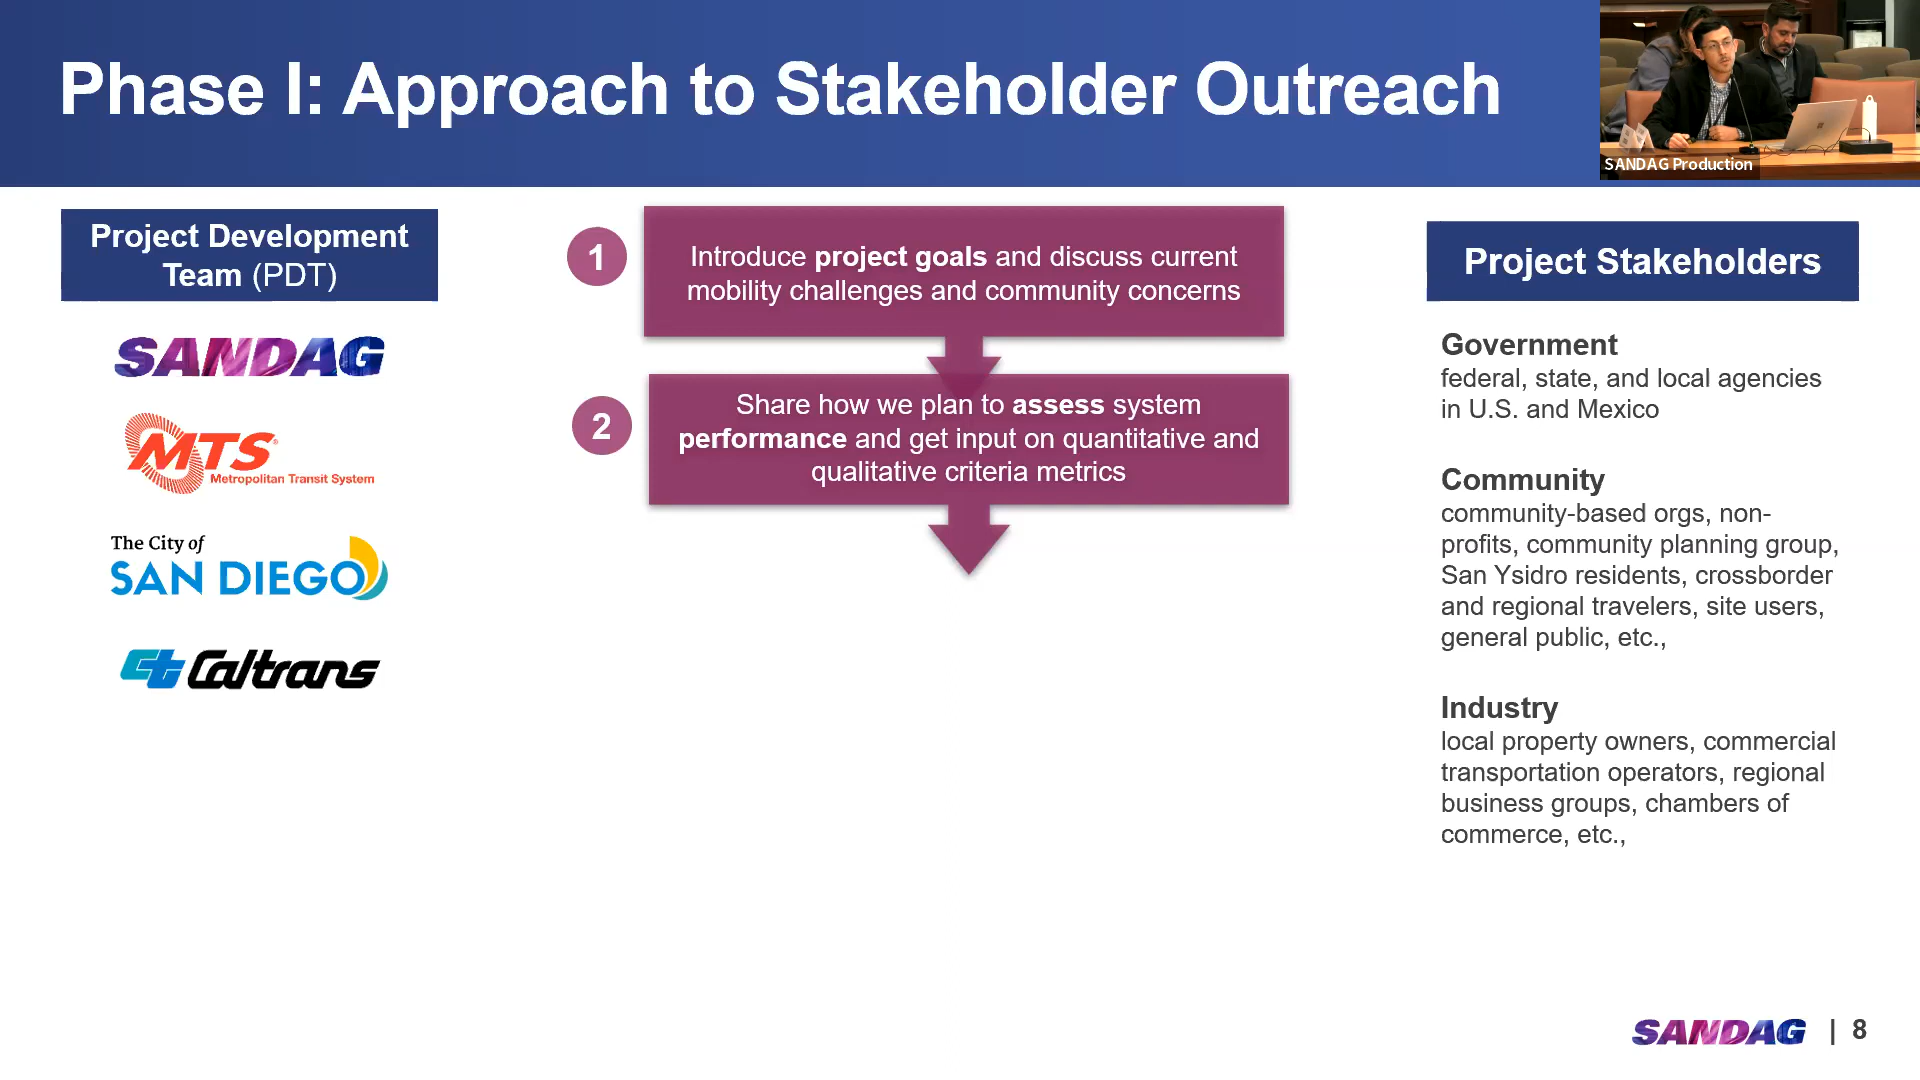 Phase I: Approach to Stakeholder Outreach
SANDAG Production
Project Development
Team (PDT)
SANDAG
MTS
Metropolitan Transit System
The City of
SAN DIEGO
Caltrans
1
Introduce project goals and discuss current
mobility challenges and community concerns
2
Share how we plan to assess system
performance and get input on quantitative and
qualitative criteria metrics
Project Stakeholders
Government
federal, state, and local agencies
in U.S. and Mexico
Community
community-based orgs, non-
profits, community planning group,
San Ysidro residents, crossborder
and regional travelers, site users,
general public, etc.,
Industry
local property owners, commercial
transportation operators, regional
business groups, chambers of
commerce, etc.,
SANDAG | 8